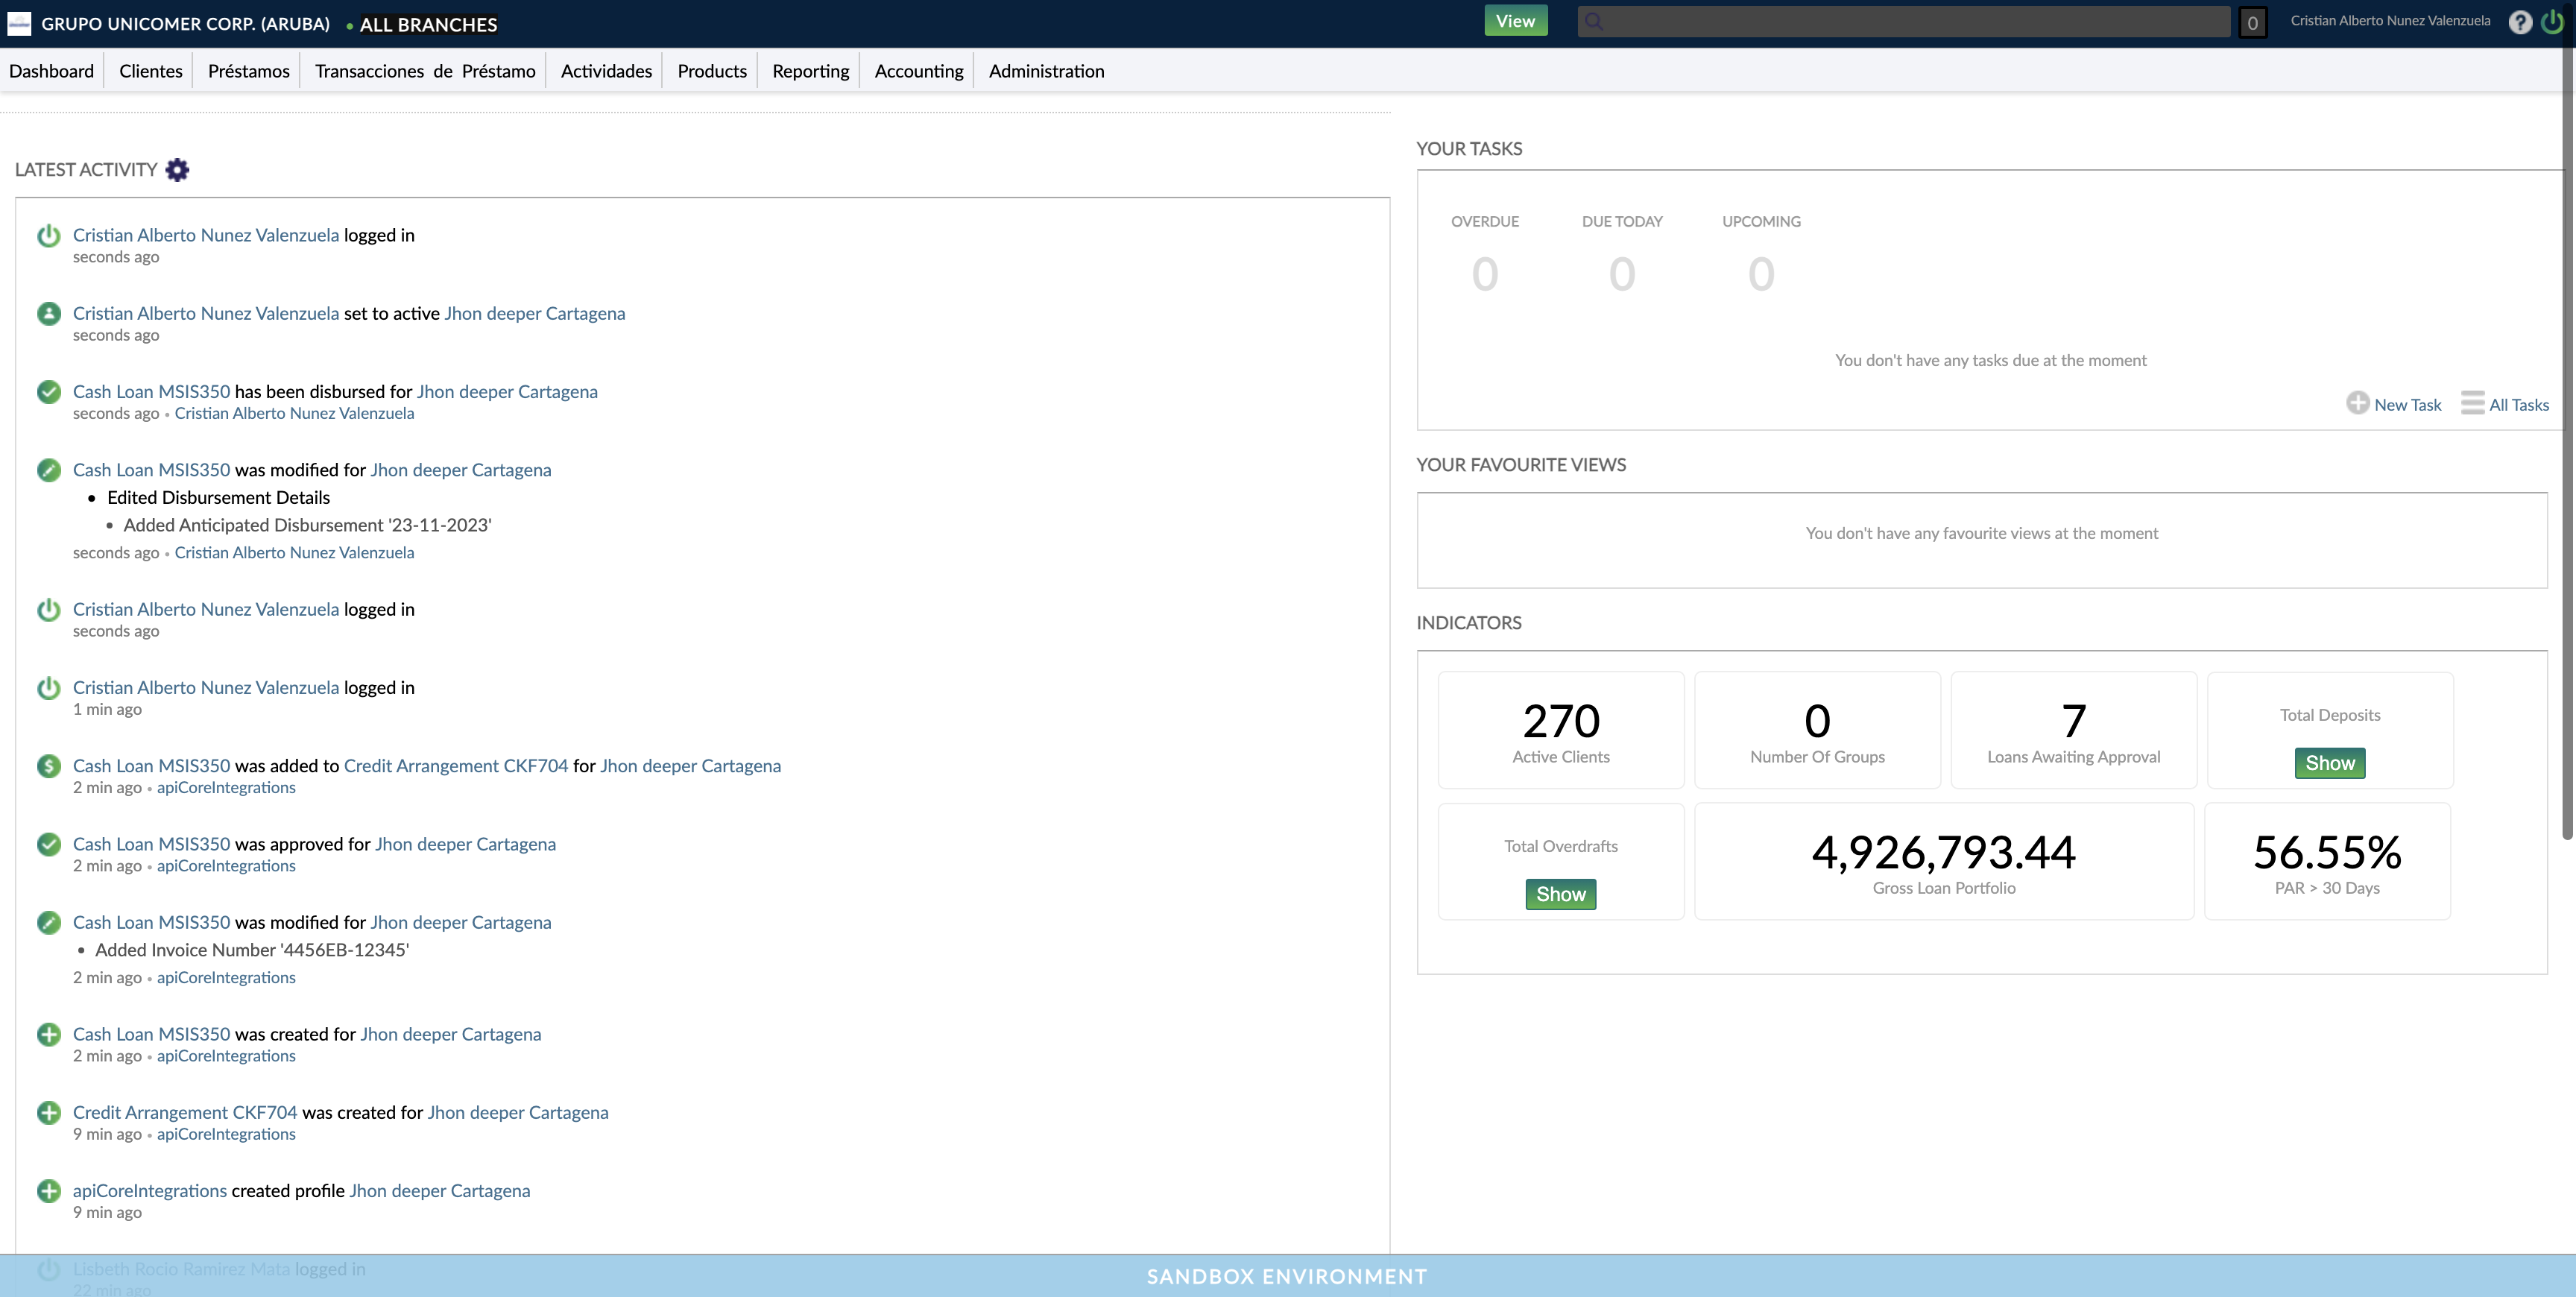 GRUPO UNICOMER CORP. (ARUBA) • ALL BRANCHES
View
0
Cristian Alberto Nunez Valenzuela
?
Dashboard
Clientes
Préstamos
Transacciones de Préstamo
Actividades
Products
Reporting
Accounting
Administration
LATEST ACTIVITY
Cristian Alberto Nunez Valenzuela logged in
seconds ago
Cristian Alberto Nunez Valenzuela set to active Jhon deeper Cartagena
seconds ago
Cash Loan MSIS350 has been disbursed for Jhon deeper Cartagena
seconds ago • Cristian Alberto Nunez Valenzuela
Cash Loan MSIS350 was modified for Jhon deeper Cartagena
• Edited Disbursement Details
• Added Anticipated Disbursement '23-11-2023'
seconds ago • Cristian Alberto Nunez Valenzuela
Cristian Alberto Nunez Valenzuela logged in
seconds ago
Cristian Alberto Nunez Valenzuela logged in
1 min ago
Cash Loan MSIS350 was added to Credit Arrangement CKF704 for Jhon deeper Cartagena
2 min ago • apiCoreIntegrations
Cash Loan MSIS350 was approved for Jhon deeper Cartagena
2 min ago • apiCoreIntegrations
Cash Loan MSIS350 was modified for Jhon deeper Cartagena
• Added Invoice Number '4456EB-12345'
2 min ago • apiCoreIntegrations
Cash Loan MSIS350 was created for Jhon deeper Cartagena
2 min ago • apiCoreIntegrations
Credit Arrangement CKF704 was created for Jhon deeper Cartagena
9 min ago • apiCoreIntegrations
apiCoreIntegrations created profile Jhon deeper Cartagena
9 min ago
Lisbeth Rocio Ramirez Mata logged in
22 min ago
YOUR TASKS
OVERDUE
DUE TODAY
UPCOMING
0
0
0
You don't have any tasks due at the moment
New Task
All Tasks
YOUR FAVOURITE VIEWS
You don't have any favourite views at the moment
INDICATORS
270
Active Clients
0
Number Of Groups
7
Loans Awaiting Approval
Total Deposits
Show
Total Overdrafts
Show
4,926,793.44
Gross Loan Portfolio
56.55%
PAR > 30 Days
SANDBOX ENVIRONMENT